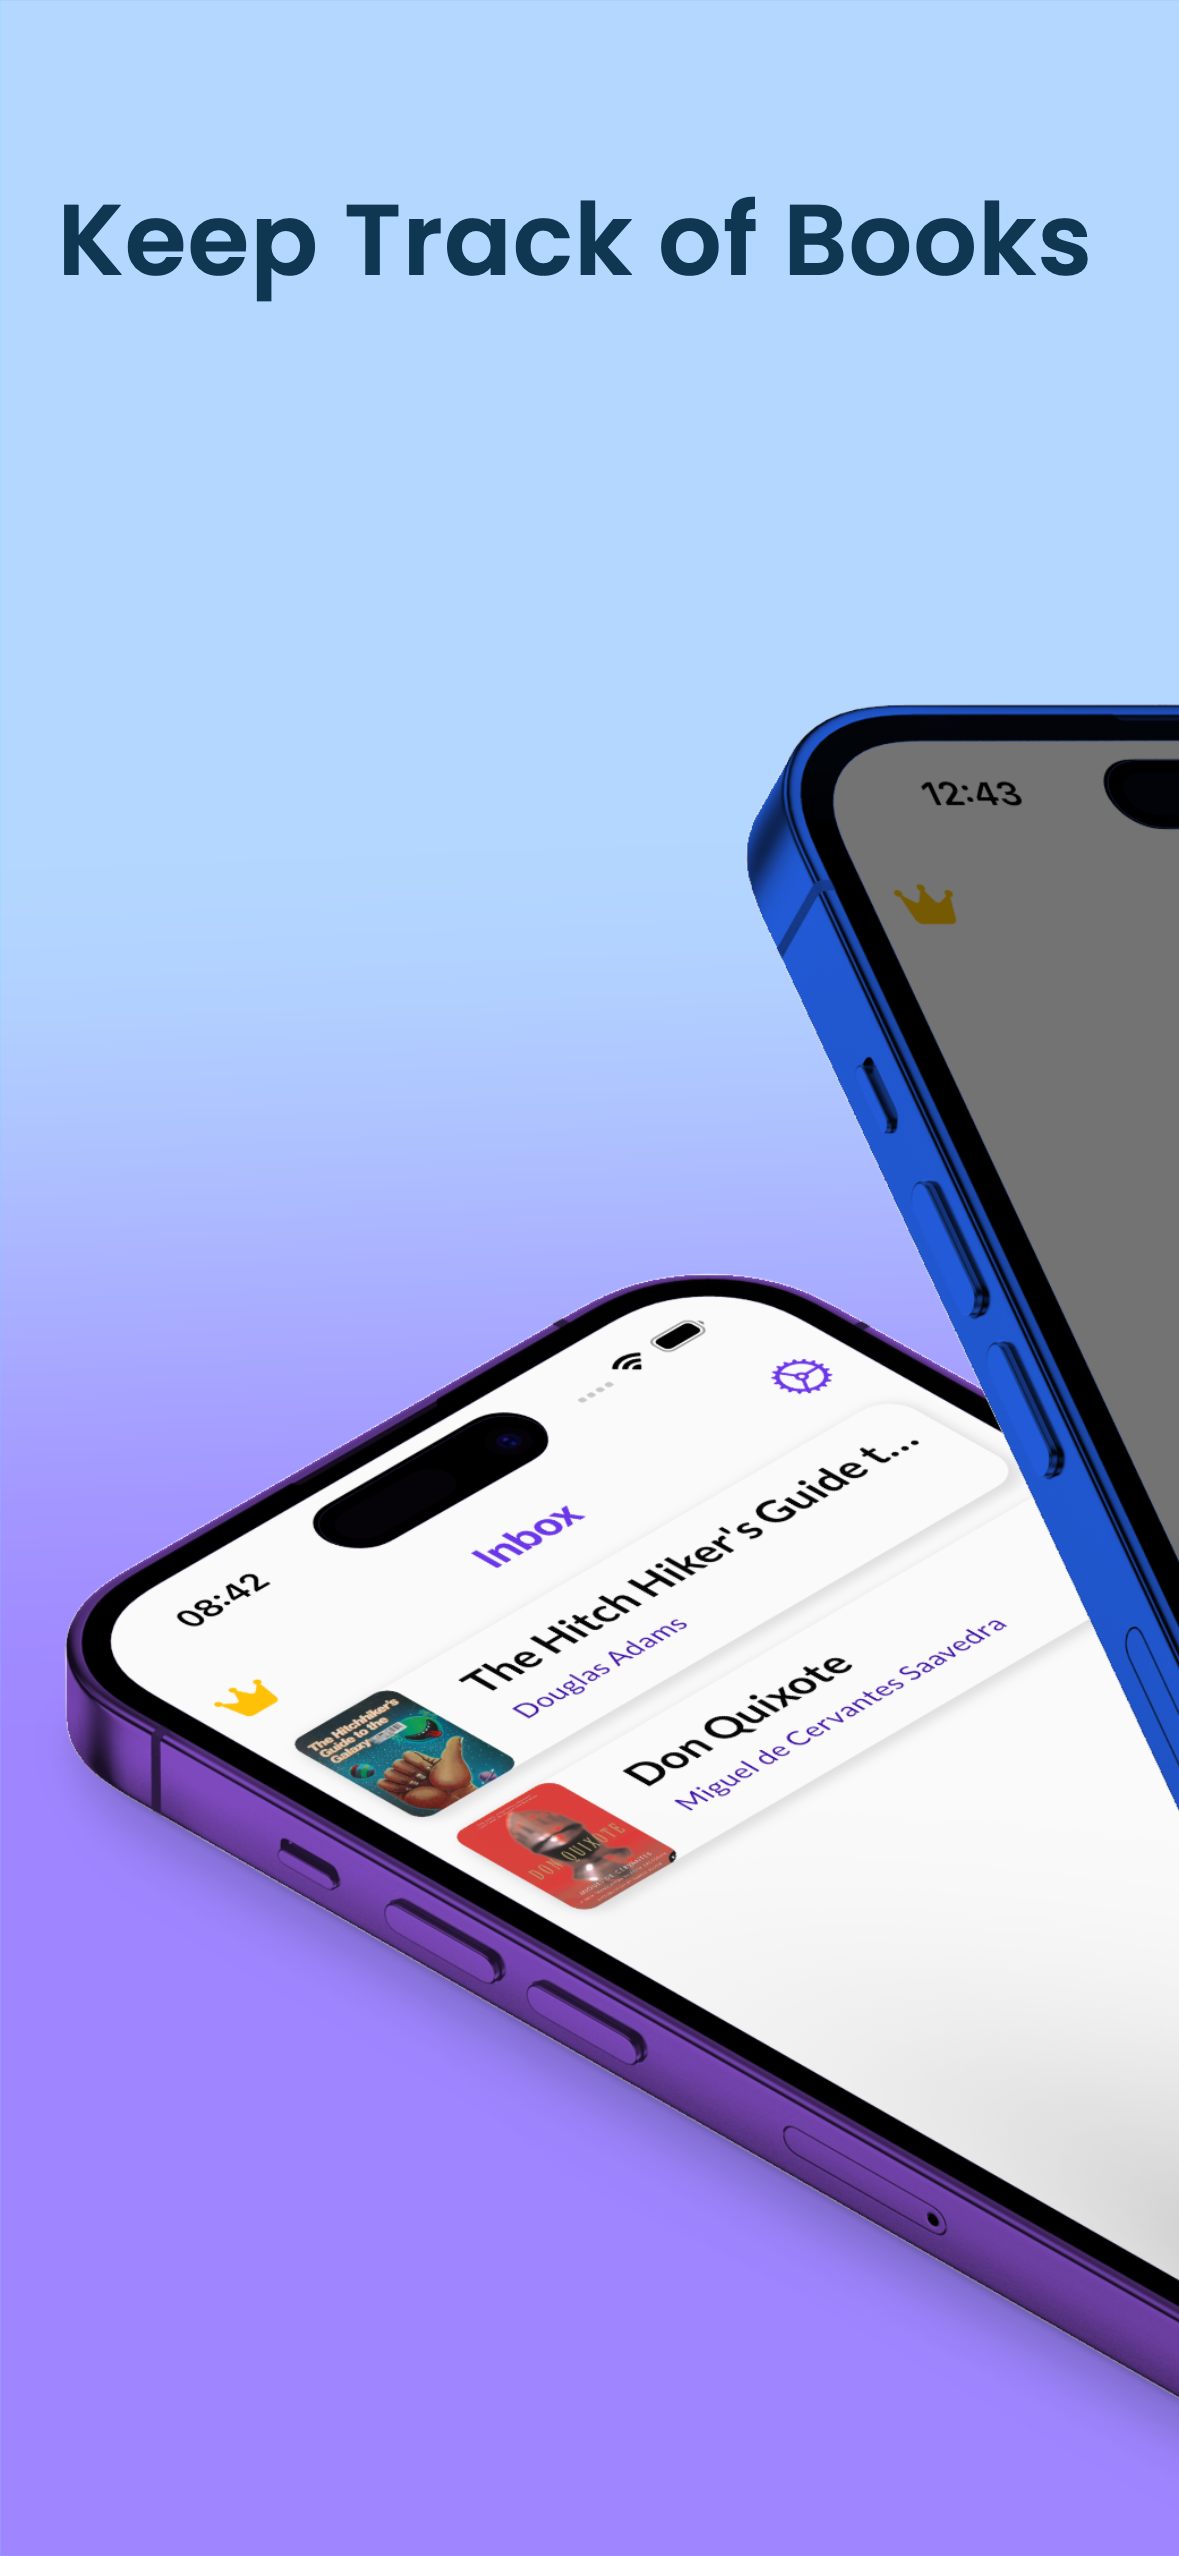 Keep Track of Books
12:43
08:42
Inbox
The Hitch Hiker's Guide t...
Douglas Adams
The Hitchhiker's
Guide to the
Galaxy
Don Quixote
Miguel de Cervantes Saavedra
DON QUIXOTE